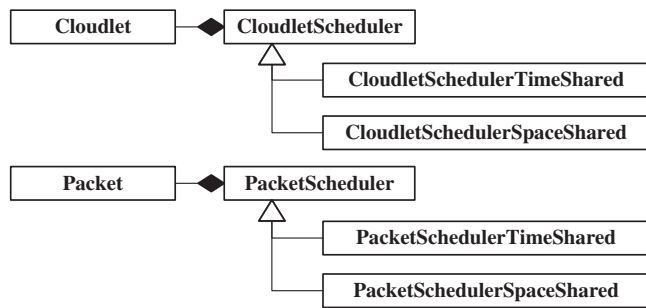 Cloudlet
CloudletScheduler
CloudletSchedulerTimeShared
CloudletSchedulerSpaceShared
Packet
PacketScheduler
PacketSchedulerTimeShared
PacketSchedulerSpaceShared